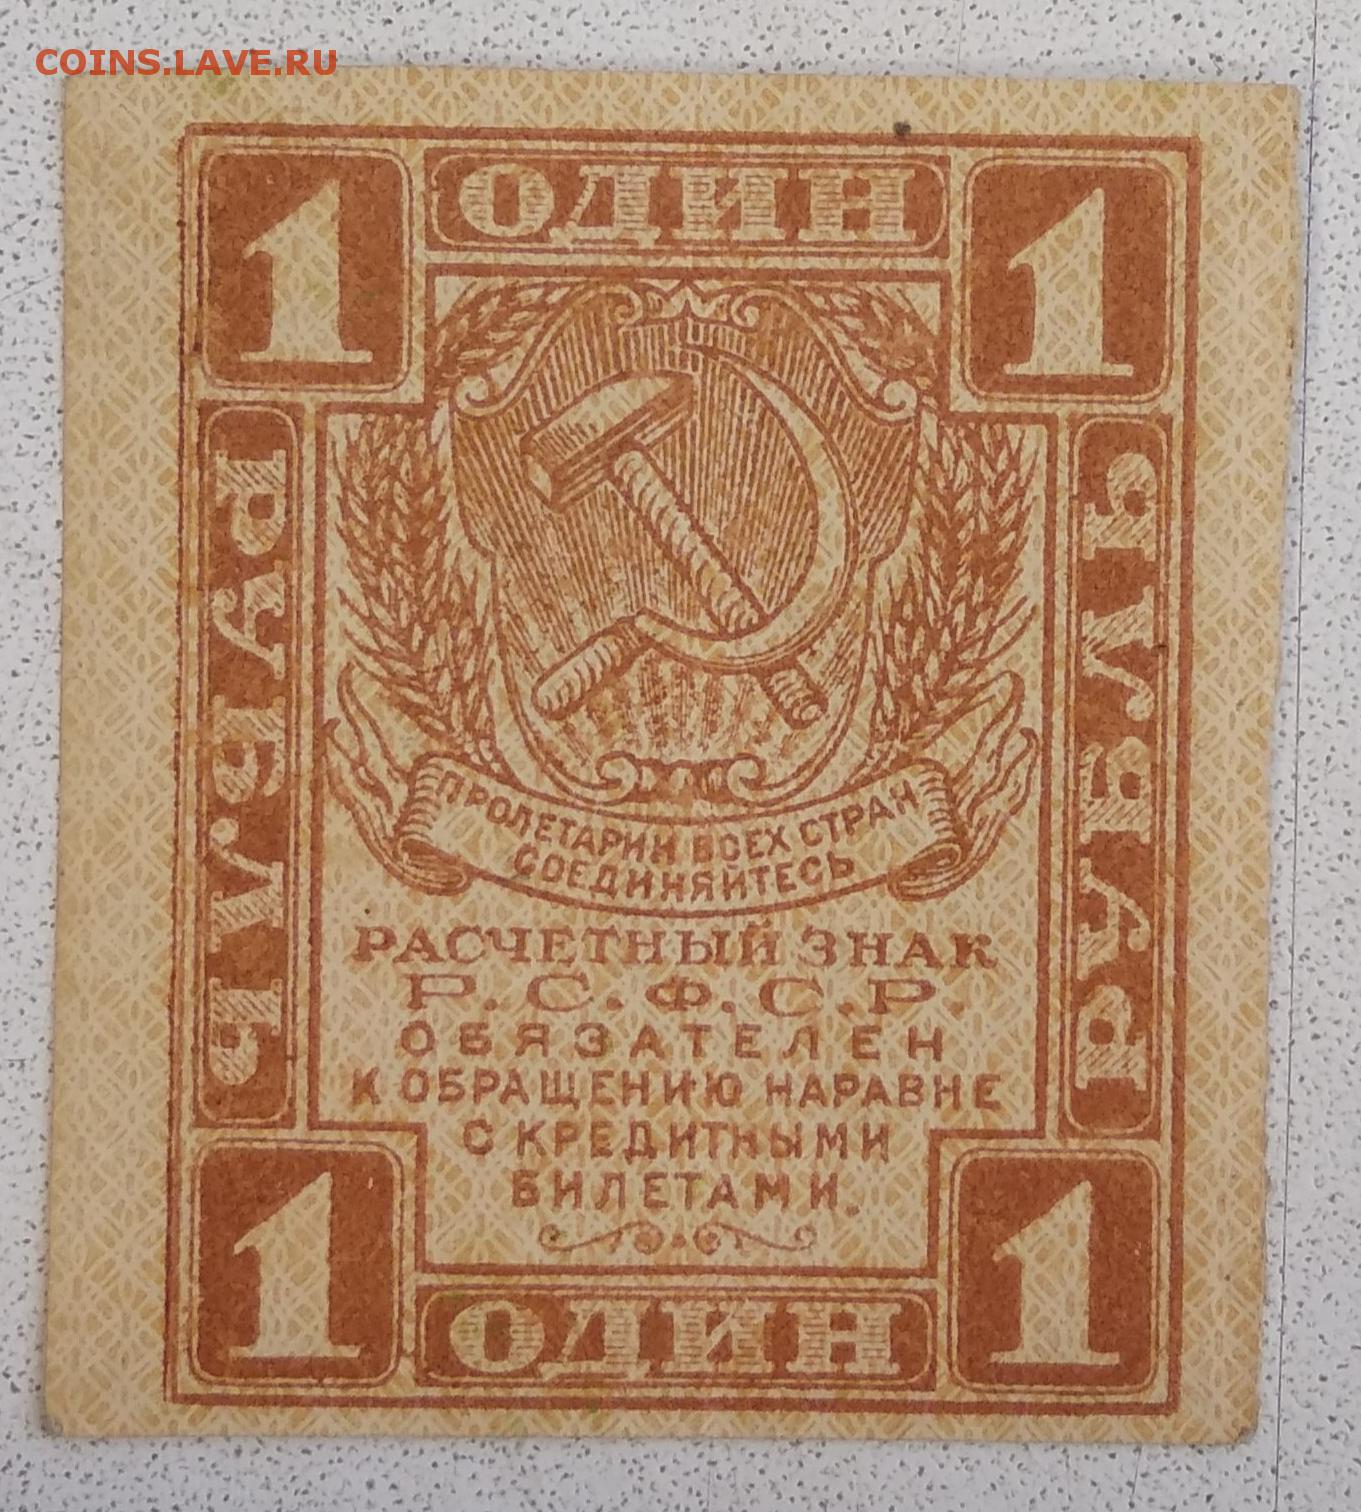 COINS.LAVE.RU
1 ОДИН 1
РУБЛЬ
РУБЛЬ
ПРОЛЕТАРИИ ВСЕХ СТРАН
СОЕДИНЯЙТЕСЬ
РАСЧЕТНЫЙ ЗНАК
Р.С.Ф.С.Р.
ОБЯЗАТЕЛЕН
К ОБРАЩЕНИЮ НАРАВНЕ
С КРЕДИТНЫМИ
БИЛЕТАМИ.
1 ОДИН 1